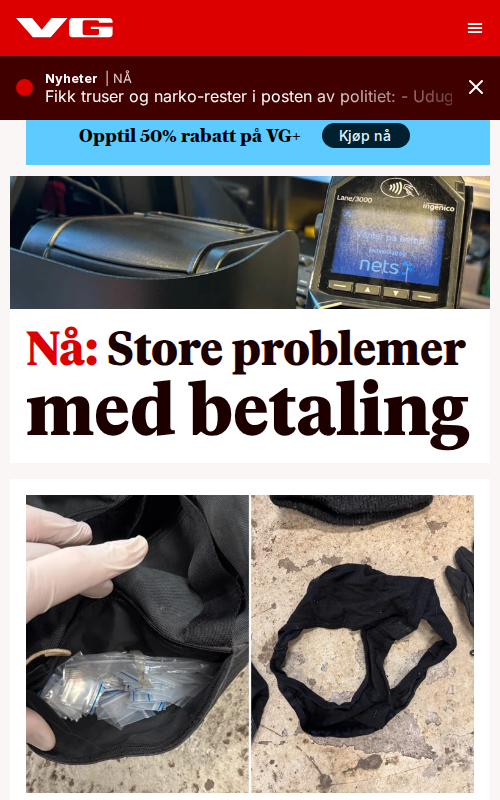 VG
Nyheter | NÅ
Fikk truser og narko-rester i posten av politiet: - Udug
Opptil 50% rabatt på VG+
Kjøp nå
Lane/3000
ingenico
nets
Nå: Store problemer
med betaling